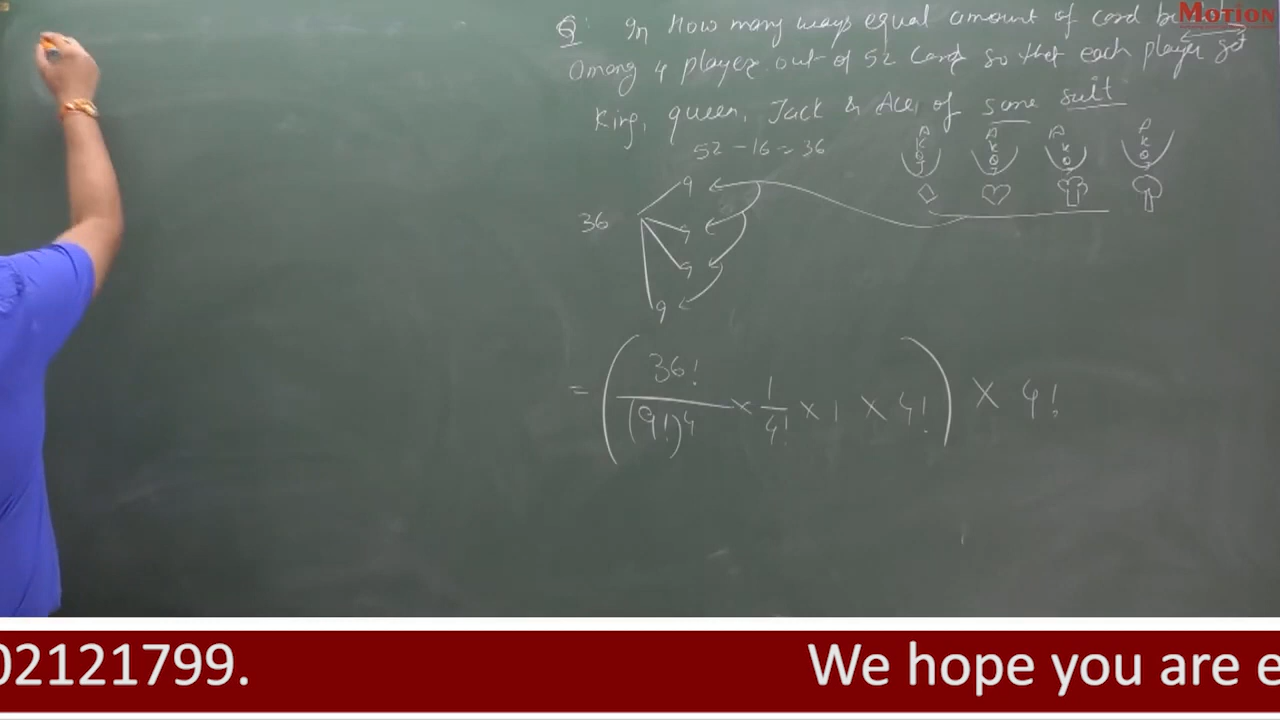 Q: In How many ways equal amount of card
MOTION
Among 4 player out of 52 Cards so that each player get
King, queen, Jack & Ace of same suit
52 - 16 = 36
A A A A
K K K K
Q Q Q Q
J J J J
36
9
9
9
9
= ( 36! / (9!)^4 × 1/4! × 1 × 4! ) × 4!
02121799. We hope you are e